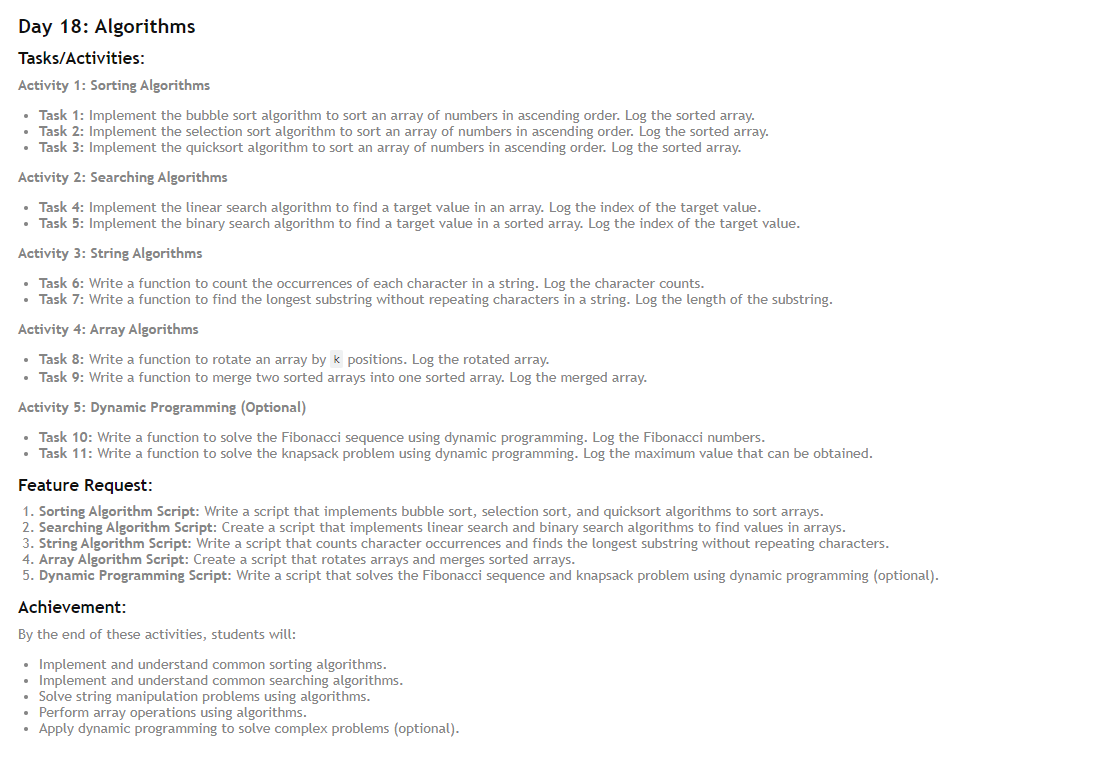 Day 18: Algorithms
Tasks/Activities:
Activity 1: Sorting Algorithms
• Task 1: Implement the bubble sort algorithm to sort an array of numbers in ascending order. Log the sorted array.
• Task 2: Implement the selection sort algorithm to sort an array of numbers in ascending order. Log the sorted array.
• Task 3: Implement the quicksort algorithm to sort an array of numbers in ascending order. Log the sorted array.
Activity 2: Searching Algorithms
• Task 4: Implement the linear search algorithm to find a target value in an array. Log the index of the target value.
• Task 5: Implement the binary search algorithm to find a target value in a sorted array. Log the index of the target value.
Activity 3: String Algorithms
• Task 6: Write a function to count the occurrences of each character in a string. Log the character counts.
• Task 7: Write a function to find the longest substring without repeating characters in a string. Log the length of the substring.
Activity 4: Array Algorithms
• Task 8: Write a function to rotate an array by k positions. Log the rotated array.
• Task 9: Write a function to merge two sorted arrays into one sorted array. Log the merged array.
Activity 5: Dynamic Programming (Optional)
• Task 10: Write a function to solve the Fibonacci sequence using dynamic programming. Log the Fibonacci numbers.
• Task 11: Write a function to solve the knapsack problem using dynamic programming. Log the maximum value that can be obtained.
Feature Request:
1. Sorting Algorithm Script: Write a script that implements bubble sort, selection sort, and quicksort algorithms to sort arrays.
2. Searching Algorithm Script: Create a script that implements linear search and binary search algorithms to find values in arrays.
3. String Algorithm Script: Write a script that counts character occurrences and finds the longest substring without repeating characters.
4. Array Algorithm Script: Create a script that rotates arrays and merges sorted arrays.
5. Dynamic Programming Script: Write a script that solves the Fibonacci sequence and knapsack problem using dynamic programming (optional).
Achievement:
By the end of these activities, students will:
• Implement and understand common sorting algorithms.
• Implement and understand common searching algorithms.
• Solve string manipulation problems using algorithms.
• Perform array operations using algorithms.
• Apply dynamic programming to solve complex problems (optional).